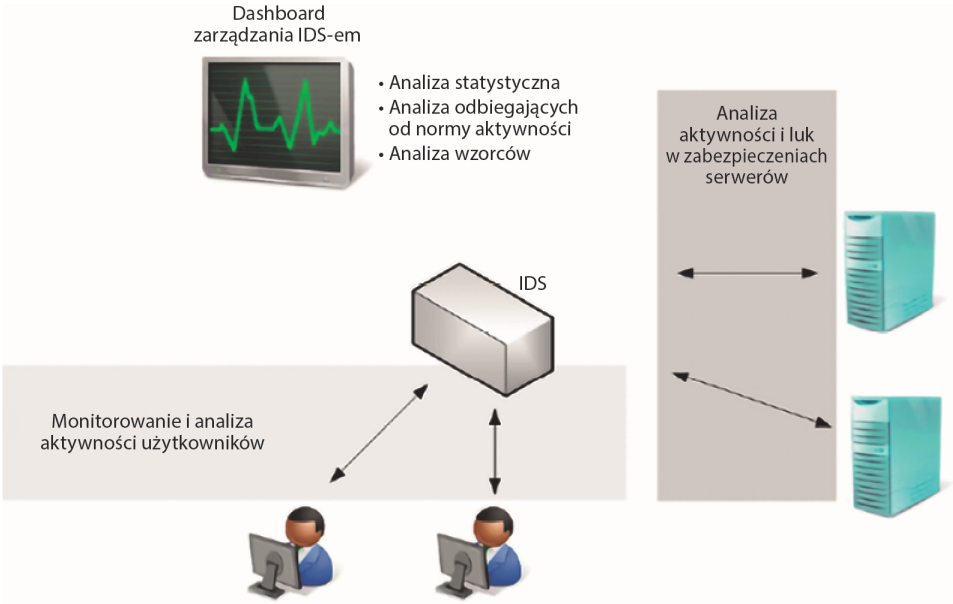 Dashboard
zarządzania IDS-em
• Analiza statystyczna
• Analiza odbiegających
od normy aktywności
• Analiza wzorców
Analiza
aktywności i luk
w zabezpieczeniach
serwerów
IDS
Monitorowanie i analiza
aktywności użytkowników